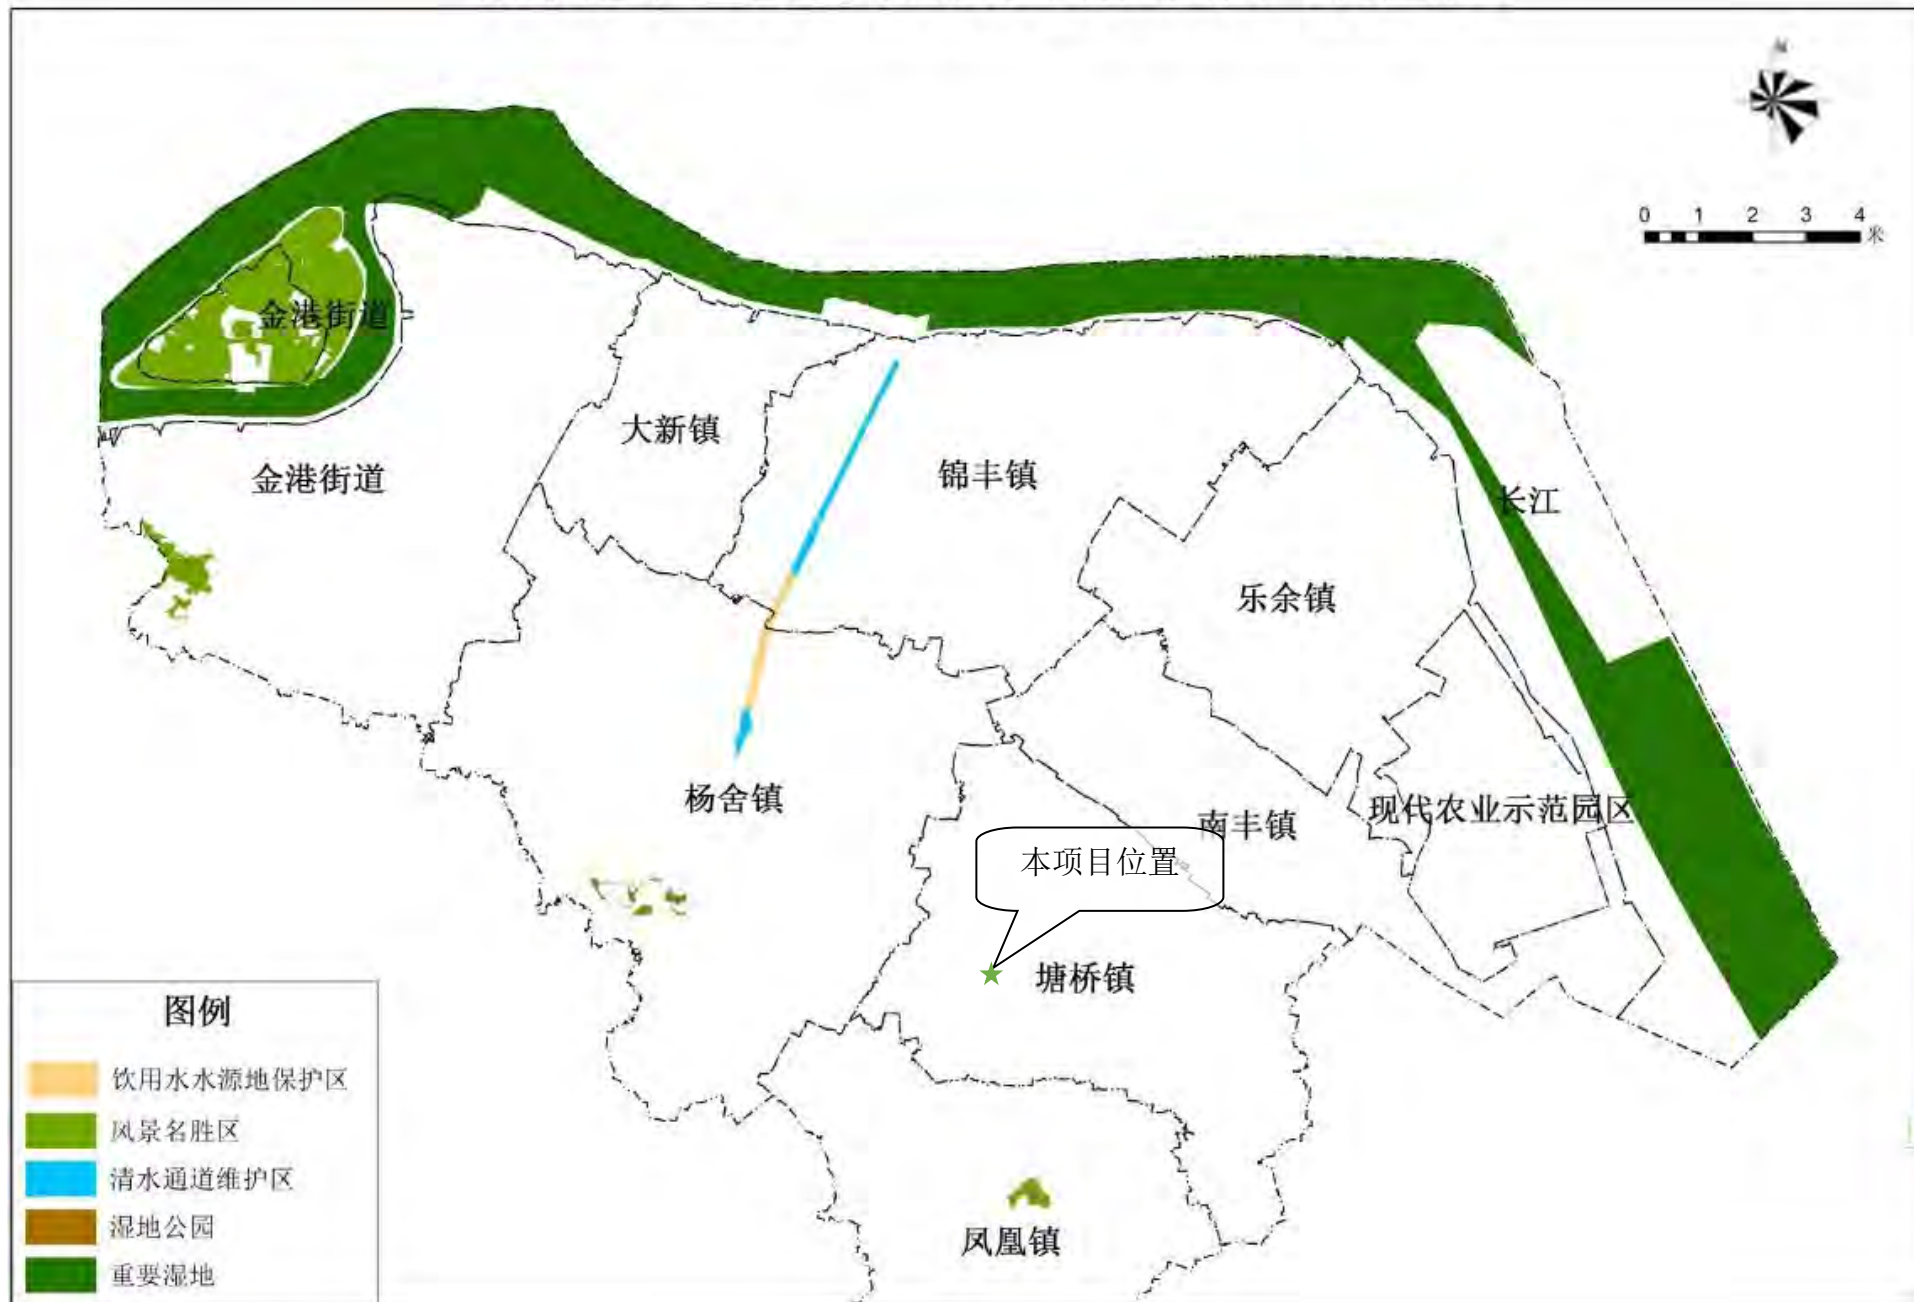 N
0 1 2 3 4
米
金港街道
大新镇
金港街道
锦丰镇
长江
乐余镇
杨舍镇
南丰镇
现代农业示范园区
本项目位置
塘桥镇
凤凰镇
图例
饮用水水源地保护区
风景名胜区
清水通道维护区
湿地公园
重要湿地